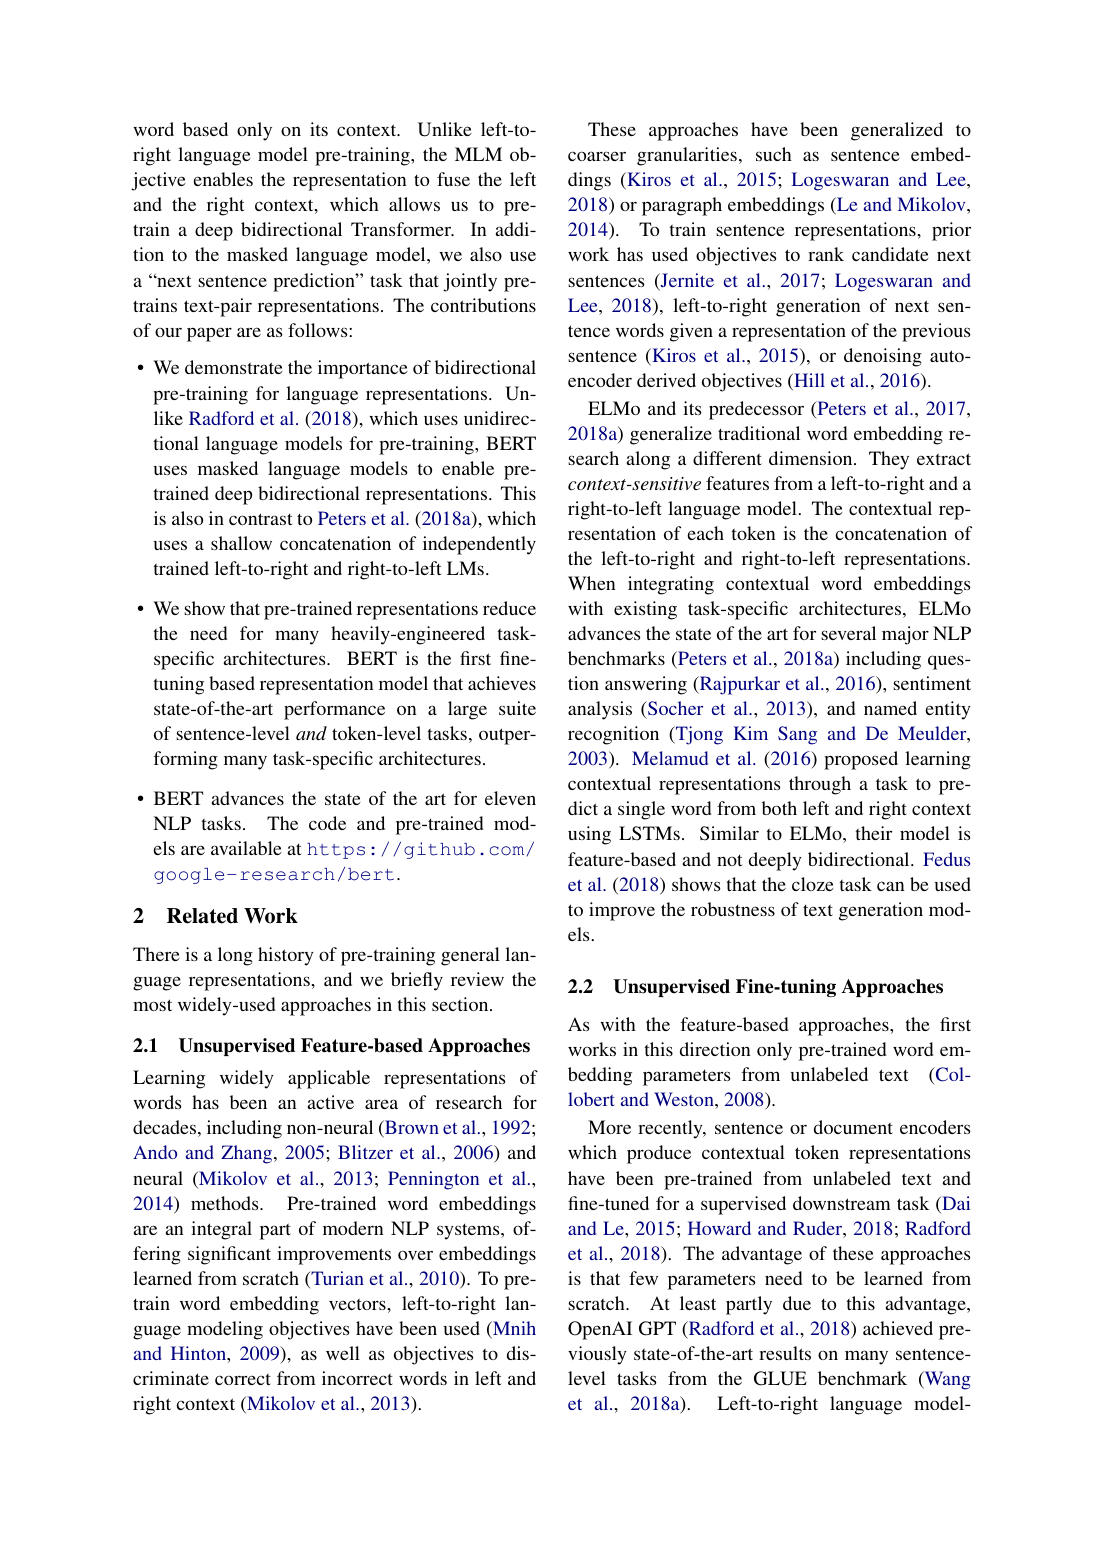 word based only on its context. Unlike left-to-
right language model pre-training, the MLM ob-
jective enables the representation to fuse the left
and the right context, which allows us to pre-
train a deep bidirectional Transformer. In addi-
tion to the masked language model, we also use
a “next sentence prediction” task that jointly pre-
trains text-pair representations. The contributions
of our paper are as follows:
• We demonstrate the importance of bidirectional
pre-training for language representations. Un-
like Radford et al. (2018), which uses unidirec-
tional language models for pre-training, BERT
uses masked language models to enable pre-
trained deep bidirectional representations. This
is also in contrast to Peters et al. (2018a), which
uses a shallow concatenation of independently
trained left-to-right and right-to-left LMs.
• We show that pre-trained representations reduce
the need for many heavily-engineered task-
specific architectures. BERT is the first fine-
tuning based representation model that achieves
state-of-the-art performance on a large suite
of sentence-level and token-level tasks, outper-
forming many task-specific architectures.
• BERT advances the state of the art for eleven
NLP tasks. The code and pre-trained mod-
els are available at https://github.com/
google-research/bert.
2 Related Work
There is a long history of pre-training general lan-
guage representations, and we briefly review the
most widely-used approaches in this section.
2.1 Unsupervised Feature-based Approaches
Learning widely applicable representations of
words has been an active area of research for
decades, including non-neural (Brown et al., 1992;
Ando and Zhang, 2005; Blitzer et al., 2006) and
neural (Mikolov et al., 2013; Pennington et al.,
2014) methods. Pre-trained word embeddings
are an integral part of modern NLP systems, of-
fering significant improvements over embeddings
learned from scratch (Turian et al., 2010). To pre-
train word embedding vectors, left-to-right lan-
guage modeling objectives have been used (Mnih
and Hinton, 2009), as well as objectives to dis-
criminate correct from incorrect words in left and
right context (Mikolov et al., 2013).
These approaches have been generalized to
coarser granularities, such as sentence embed-
dings (Kiros et al., 2015; Logeswaran and Lee,
2018) or paragraph embeddings (Le and Mikolov,
2014). To train sentence representations, prior
work has used objectives to rank candidate next
sentences (Jernite et al., 2017; Logeswaran and
Lee, 2018), left-to-right generation of next sen-
tence words given a representation of the previous
sentence (Kiros et al., 2015), or denoising auto-
encoder derived objectives (Hill et al., 2016).
ELMo and its predecessor (Peters et al., 2017,
2018a) generalize traditional word embedding re-
search along a different dimension. They extract
context-sensitive features from a left-to-right and a
right-to-left language model. The contextual rep-
resentation of each token is the concatenation of
the left-to-right and right-to-left representations.
When integrating contextual word embeddings
with existing task-specific architectures, ELMo
advances the state of the art for several major NLP
benchmarks (Peters et al., 2018a) including ques-
tion answering (Rajpurkar et al., 2016), sentiment
analysis (Socher et al., 2013), and named entity
recognition (Tjong Kim Sang and De Meulder,
2003). Melamud et al. (2016) proposed learning
contextual representations through a task to pre-
dict a single word from both left and right context
using LSTMs. Similar to ELMo, their model is
feature-based and not deeply bidirectional. Fedus
et al. (2018) shows that the cloze task can be used
to improve the robustness of text generation mod-
els.
2.2 Unsupervised Fine-tuning Approaches
As with the feature-based approaches, the first
works in this direction only pre-trained word em-
bedding parameters from unlabeled text (Col-
lobert and Weston, 2008).
More recently, sentence or document encoders
which produce contextual token representations
have been pre-trained from unlabeled text and
fine-tuned for a supervised downstream task (Dai
and Le, 2015; Howard and Ruder, 2018; Radford
et al., 2018). The advantage of these approaches
is that few parameters need to be learned from
scratch. At least partly due to this advantage,
OpenAI GPT (Radford et al., 2018) achieved pre-
viously state-of-the-art results on many sentence-
level tasks from the GLUE benchmark (Wang
et al., 2018a). Left-to-right language model-